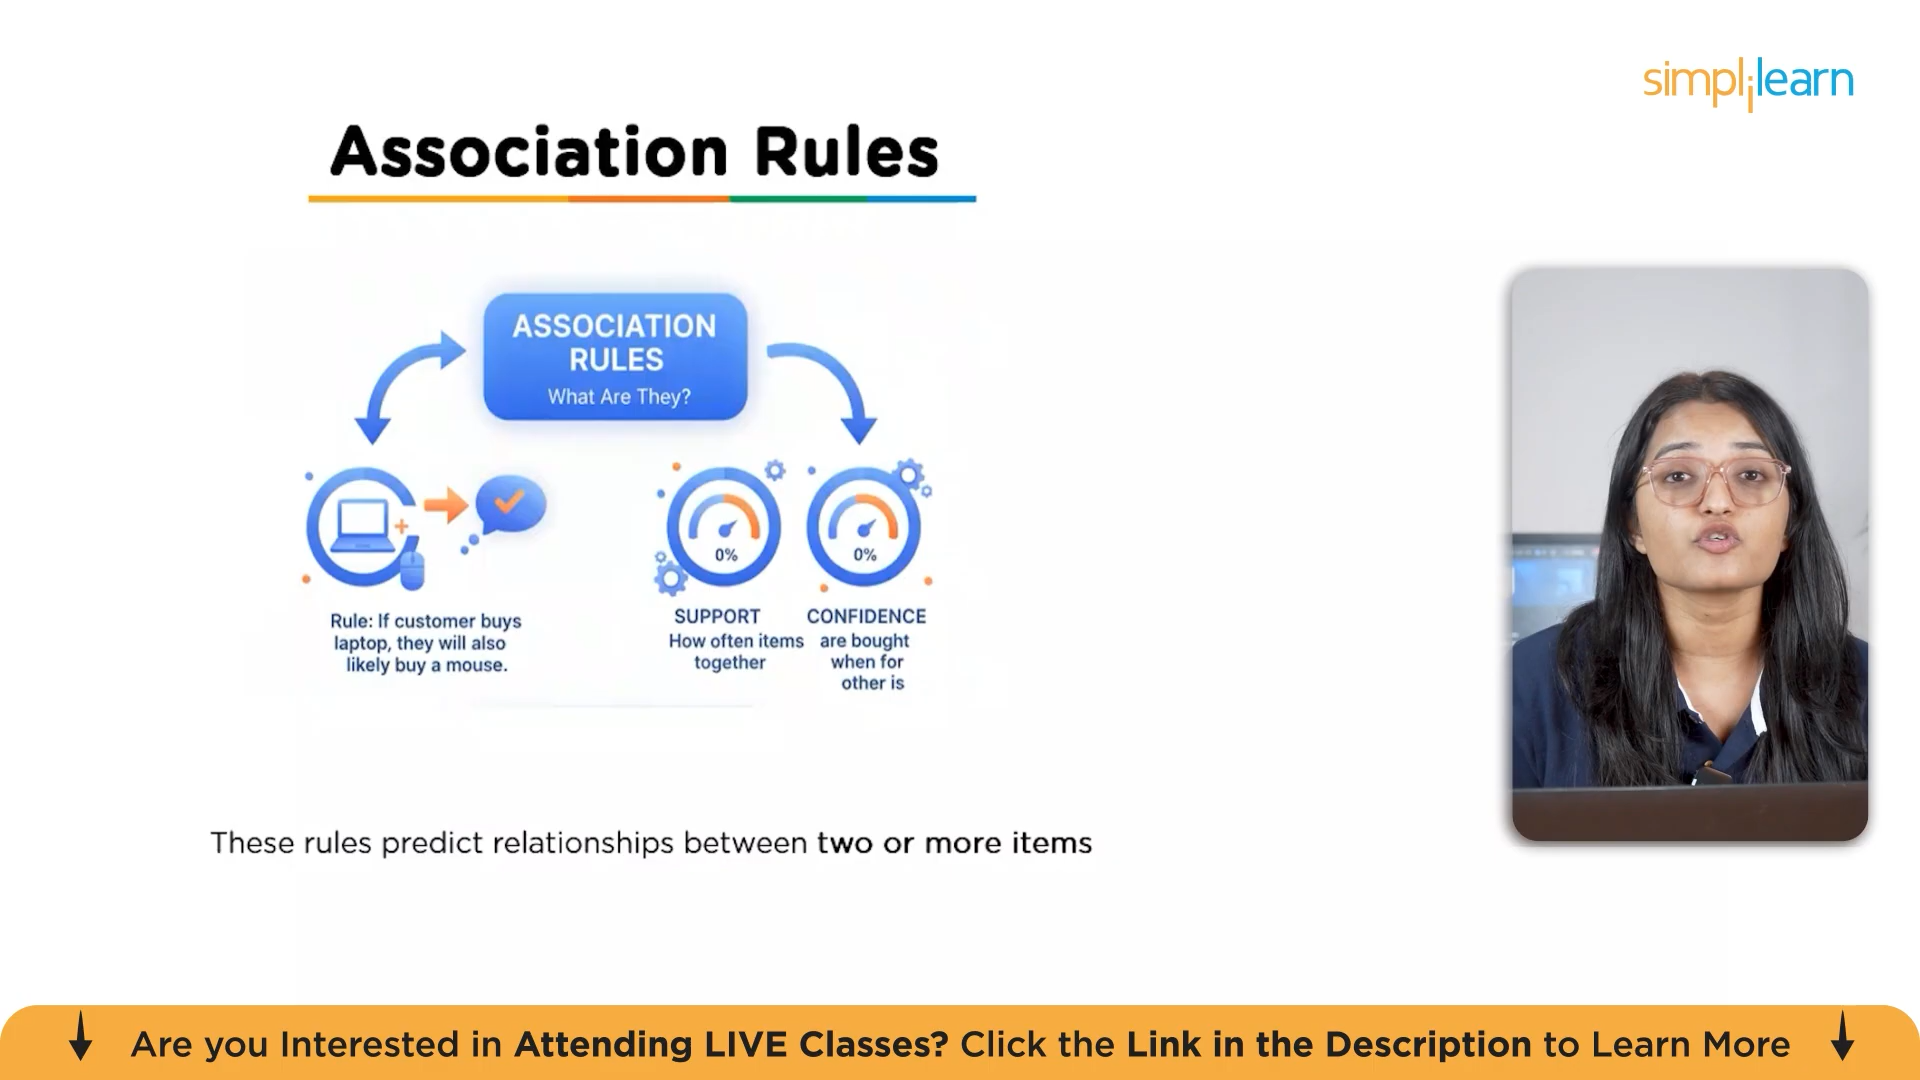 simplilearn
Association Rules
ASSOCIATION
RULES
What Are They?
0%
0%
Rule: If customer buys
laptop, they will also
likely buy a mouse.
SUPPORT
How often items
together
CONFIDENCE
are bought
when for
other is
These rules predict relationships between two or more items
Are you Interested in Attending LIVE Classes? Click the Link in the Description to Learn More